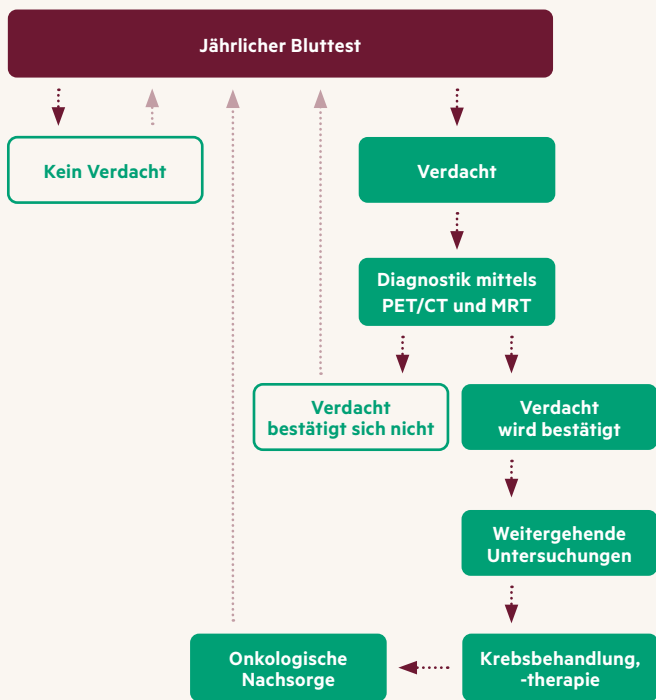 Jährlicher Bluttest
Kein Verdacht
Verdacht
Diagnostik mittels
PET/CT und MRT
Verdacht
bestätigt sich nicht
Verdacht
wird bestätigt
Weitergehende
Untersuchungen
Onkologische
Nachsorge
Krebsbehandlung,
-therapie